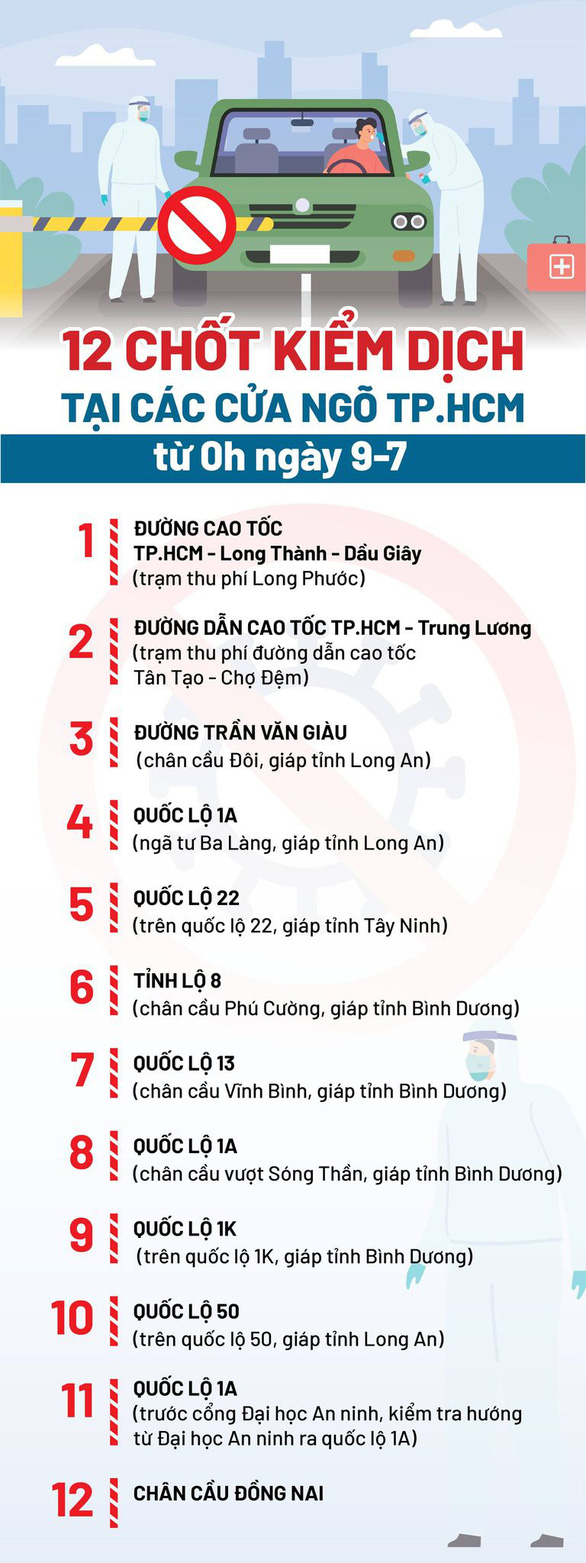 12 CHỐT KIỂM DỊCH
TẠI CÁC CỬA NGÕ TP.HCM
từ 0h ngày 9-7
1
ĐƯỜNG CAO TỐC
TP.HCM - Long Thành - Dầu Giây
(trạm thu phí Long Phước)
2
ĐƯỜNG DẪN CAO TỐC TP.HCM - Trung Lương
(trạm thu phí đường dẫn cao tốc
Tân Tạo - Chợ Đệm)
3
ĐƯỜNG TRẦN VĂN GIÀU
(chân cầu Đôi, giáp tỉnh Long An)
4
QUỐC LỘ 1A
(ngã tư Ba Làng, giáp tỉnh Long An)
5
QUỐC LỘ 22
(trên quốc lộ 22, giáp tỉnh Tây Ninh)
6
TỈNH LỘ 8
(chân cầu Phú Cường, giáp tỉnh Bình Dương)
7
QUỐC LỘ 13
(chân cầu Vĩnh Bình, giáp tỉnh Bình Dương)
8
QUỐC LỘ 1A
(chân cầu vượt Sóng Thần, giáp tỉnh Bình Dương)
9
QUỐC LỘ 1K
(trên quốc lộ 1K, giáp tỉnh Bình Dương)
10
QUỐC LỘ 50
(trên quốc lộ 50, giáp tỉnh Long An)
11
QUỐC LỘ 1A
(trước cổng Đại học An ninh, kiểm tra hướng
từ Đại học An ninh ra quốc lộ 1A)
12
CHÂN CẦU ĐỒNG NAI